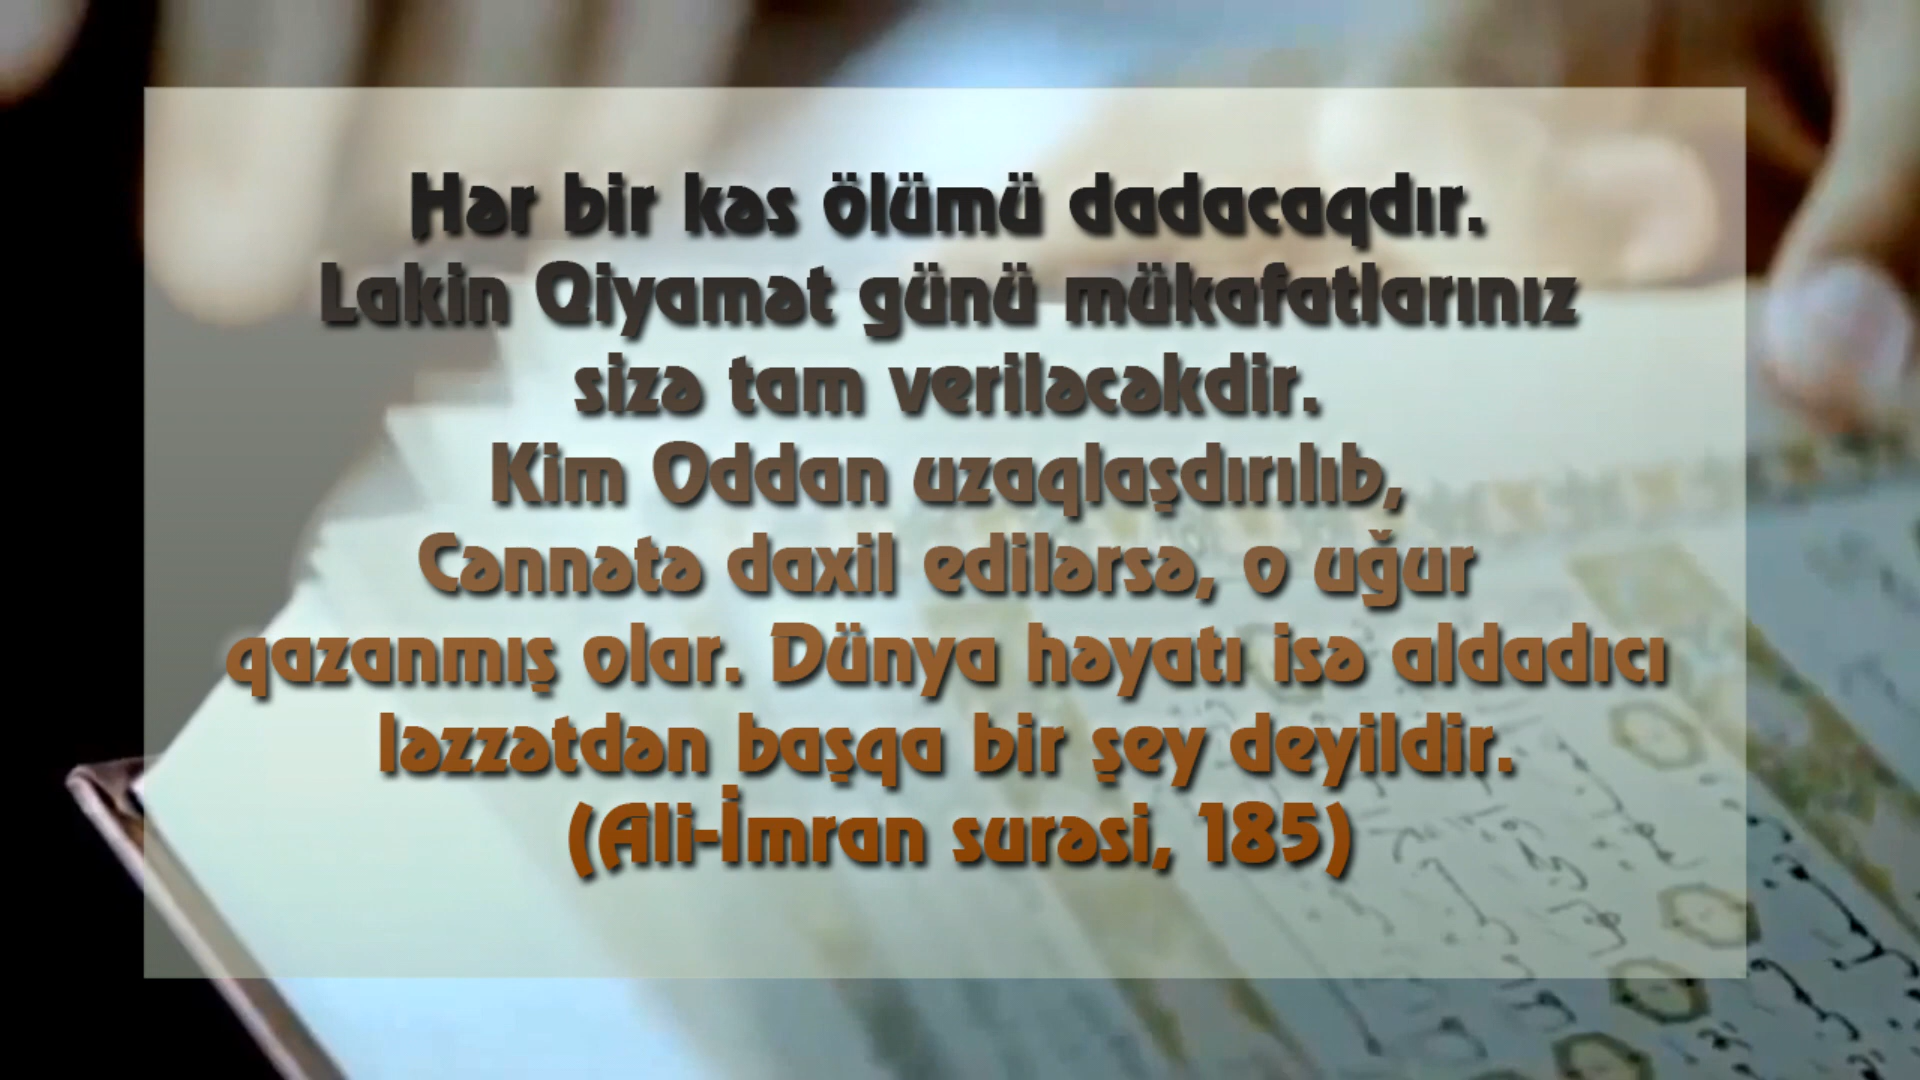 Hər bir kəs ölümü dadacaqdır.
Lakin Qiyamət günü mükafatlarınız
sizə tam veriləcəkdir.
Kim Oddan uzaqlaşdırılıb,
Cənnətə daxil edilərsə, o uğur
qazanmış olar. Dünya həyatı isə aldadıcı
ləzzətdən başqa bir şey deyildir.
(Ali-İmran surəsi, 185)